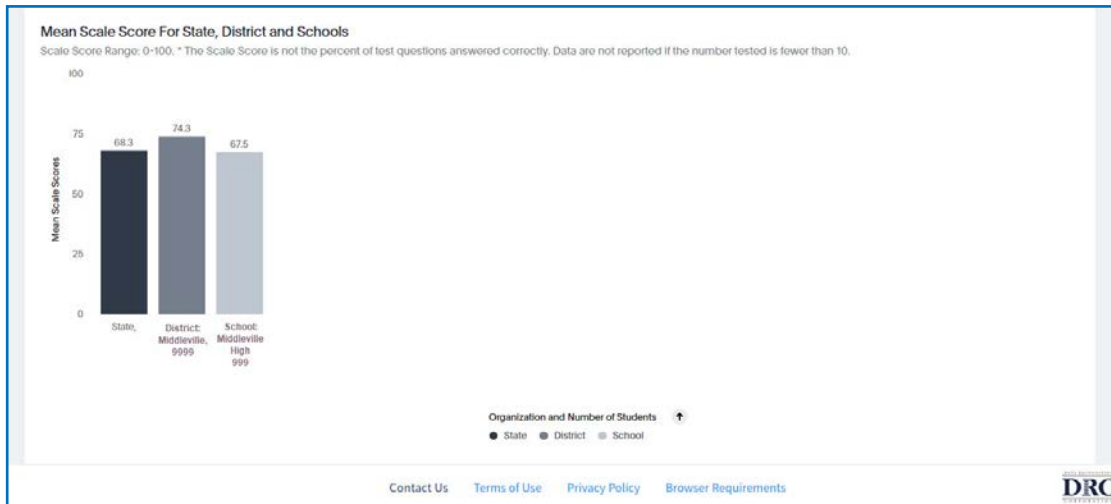 Mean Scale Score For State, District and Schools
Scale Score Range: 0-100. * The Scale Score is not the percent of test questions answered correctly. Data are not reported if the number tested is fewer than 10.
100
75
50
25
0
Mean Scale Scores
68.3
74.3
67.5
State,
District:
Middleville,
9999
School:
Middleville
High
999
Organization and Number of Students
State District School
Contact Us Terms of Use Privacy Policy Browser Requirements
DRC